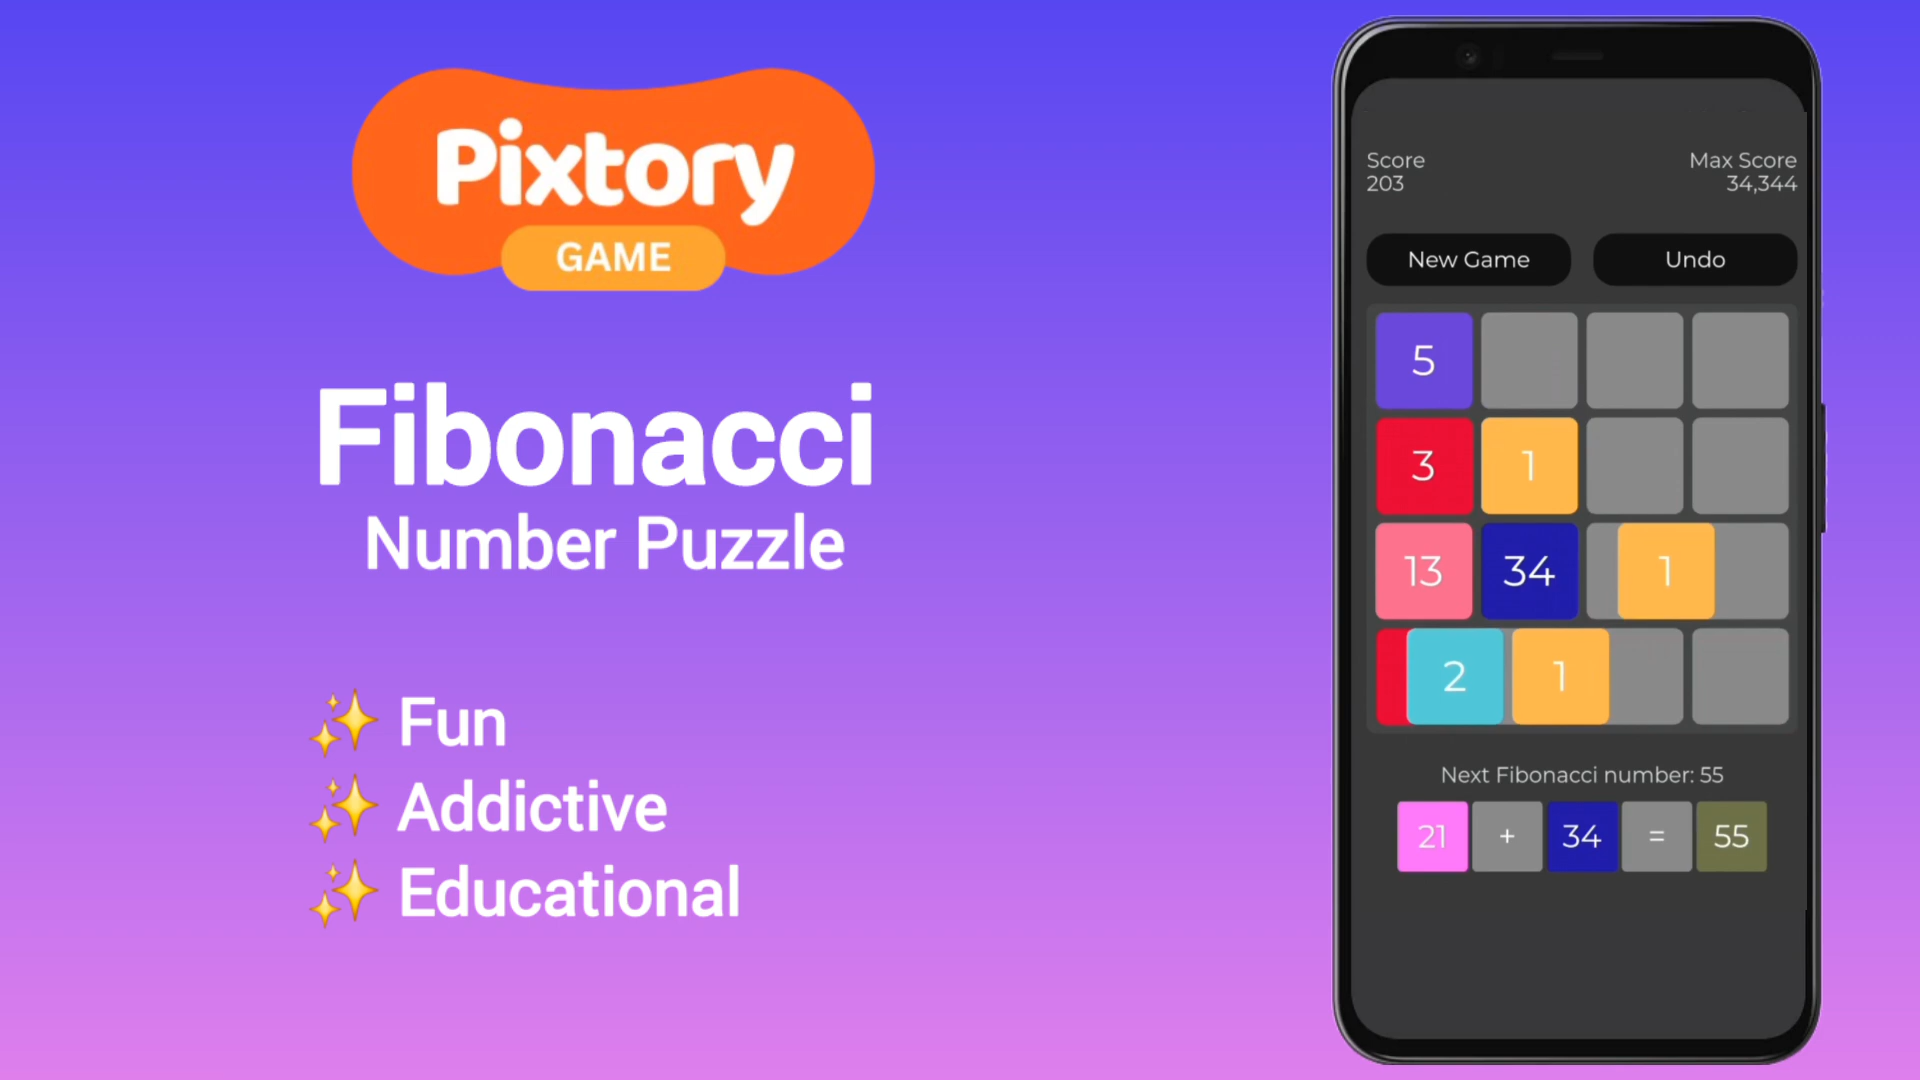 Pixtory
GAME
Fibonacci
Number Puzzle
✨ Fun
✨ Addictive
✨ Educational
Score
203
Max Score
34,344
New Game
Undo
5
3 1
13 34 1
2 1
Next Fibonacci number: 55
21 + 34 = 55